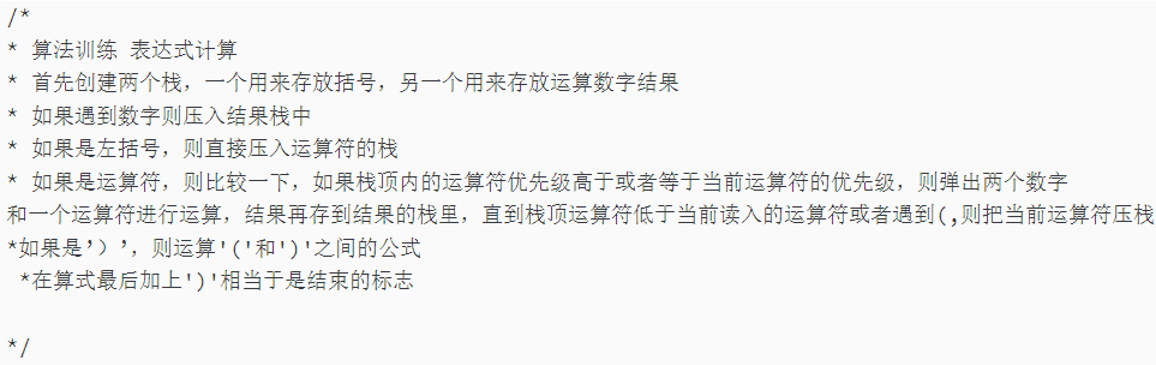 /*
* 算法训练 表达式计算
* 首先创建两个栈，一个用来存放括号，另一个用来存放运算数字结果
* 如果遇到数字则压入结果栈中
* 如果是左括号，则直接压入运算符的栈
* 如果是运算符，则比较一下，如果栈顶内的运算符优先级高于或者等于当前运算符的优先级，则弹出两个数字
和一个运算符进行运算，结果再存到结果的栈里，直到栈顶运算符低于当前读入的运算符或者遇到(,则把当前运算符压栈
*如果是’）’，则运算'('和')'之间的公式
*在算式最后加上')'相当于是结束的标志
*/